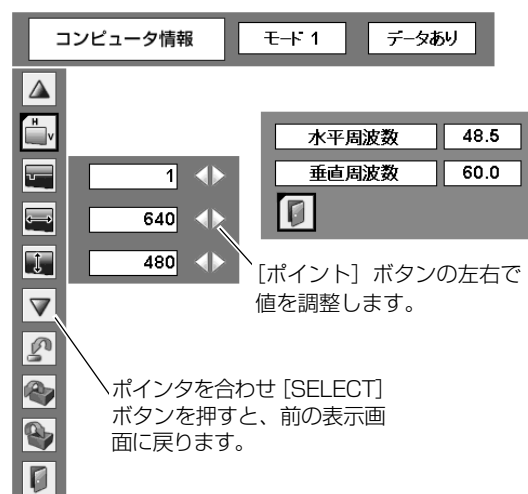 コンピュータ情報 モード 1 データあり
H
V
水平周波数 48.5
垂直周波数 60.0
1
640
480
［ポイント］ボタンの左右で
値を調整します。
ポインタを合わせ［SELECT］
ボタンを押すと、前の表示画
面に戻ります。